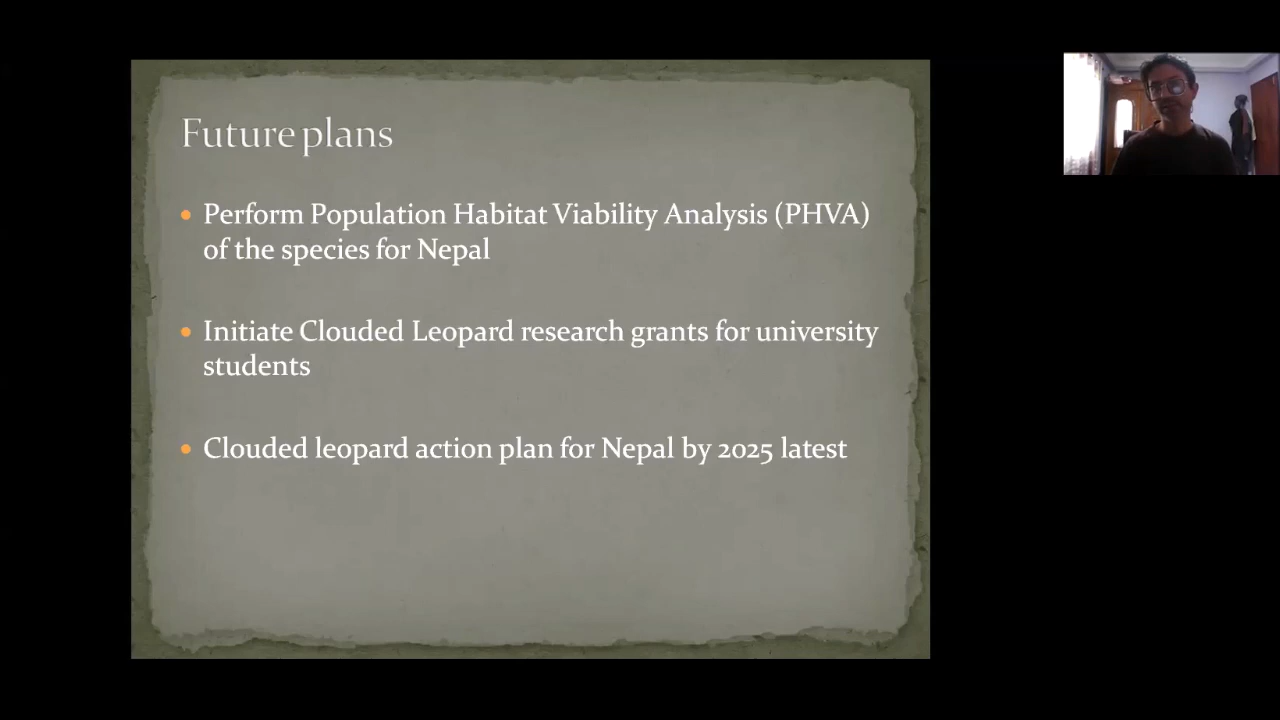 Future plans
• Perform Population Habitat Viability Analysis (PHVA)
of the species for Nepal
• Initiate Clouded Leopard research grants for university
students
• Clouded leopard action plan for Nepal by 2025 latest